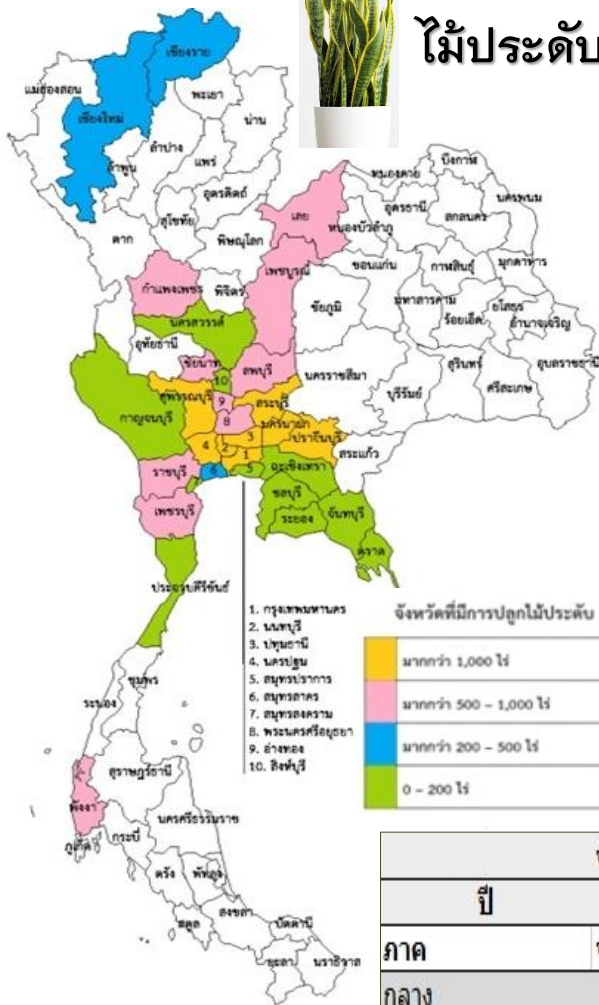 ไม้ประดับ
เชียงราย
แม่ฮ่องสอน
พะเยา
เชียงใหม่
น่าน
ลำปาง
ลำพูน
แพร่
อุตรดิตถ์
สุโขทัย
ตาก
พิษณุโลก
เลย
หนองคาย
บึงกาฬ
หนองบัวลำภู
อุดรธานี
สกลนคร
นครพนม
เพชรบูรณ์
ขอนแก่น
กาฬสินธุ์
มุกดาหาร
กำแพงเพชร
พิจิตร
ชัยภูมิ
มหาสารคาม
ร้อยเอ็ด
ยโสธร
อำนาจเจริญ
นครสวรรค์
อุทัยธานี
ชัยนาท
ลพบุรี
นครราชสีมา
บุรีรัมย์
สุรินทร์
ศรีสะเกษ
อุบลราชธานี
10
สุพรรณบุรี
9
สระบุรี
กาญจนบุรี
8
นครนายก
4
2
3
ปราจีนบุรี
1
สระแก้ว
ราชบุรี
6
5
ฉะเชิงเทรา
เพชรบุรี
ชลบุรี
ระยอง
จันทบุรี
ตราด
ประจวบคีรีขันธ์
1. กรุงเทพมหานคร
2. นนทบุรี
3. ปทุมธานี
4. นครปฐม
5. สมุทรปราการ
6. สมุทรสาคร
7. สมุทรสงคราม
8. พระนครศรีอยุธยา
9. อ่างทอง
10. สิงห์บุรี
จังหวัดที่มีการปลูกไม้ประดับ
มากกว่า 1,000 ไร่
มากกว่า 500 – 1,000 ไร่
มากกว่า 200 – 500 ไร่
0 – 200 ไร่
ชุมพร
ระนอง
สุราษฎร์ธานี
พังงา
นครศรีธรรมราช
ภูเก็ต
กระบี่
ตรัง
พัทลุง
สตูล
สงขลา
ปัตตานี
ยะลา
นราธิวาส
ปี
ภาค
กลาง